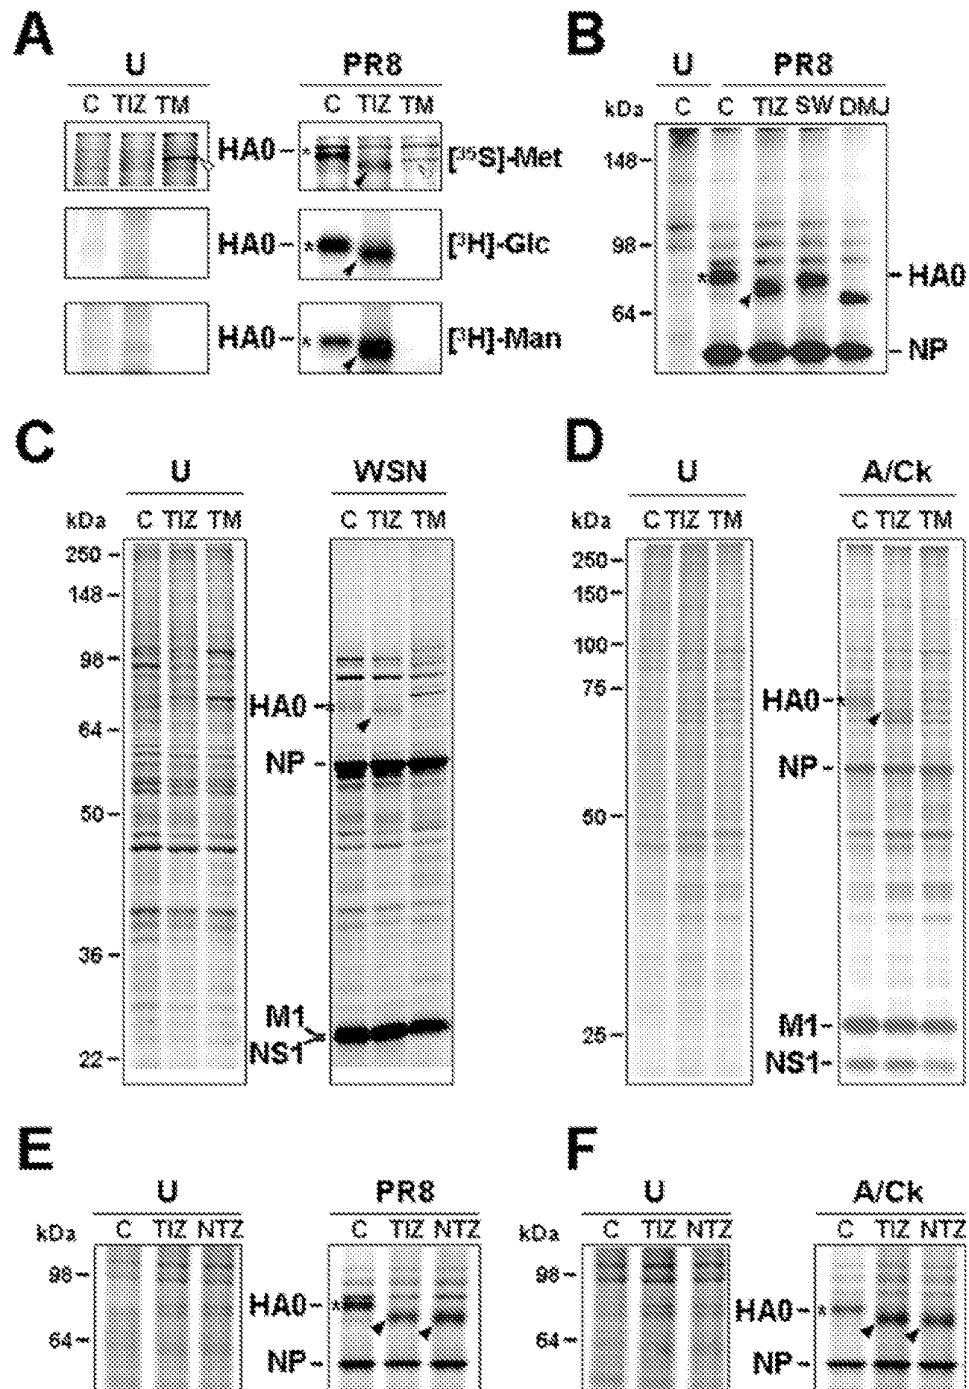 A
U
PR8
C TIZ TM
C TIZ TM
HA0
*
[³⁵S]-Met
HA0
*
[³H]-Glc
HA0
*
[³H]-Man
B
U
PR8
kDa
C C TIZ SW DMJ
148
98
64
*
HA0
NP
C
U
WSN
kDa
C TIZ TM
C TIZ TM
250
148
98
64
50
36
22
HA0
NP
M1
NS1
D
U
A/Ck
kDa
C TIZ TM
C TIZ TM
250
150
100
75
50
25
HA0
*
NP
M1
NS1
E
U
PR8
kDa
C TIZ NTZ
C TIZ NTZ
98
64
HA0
*
NP
F
U
A/Ck
kDa
C TIZ NTZ
C TIZ NTZ
98
64
HA0
*
NP